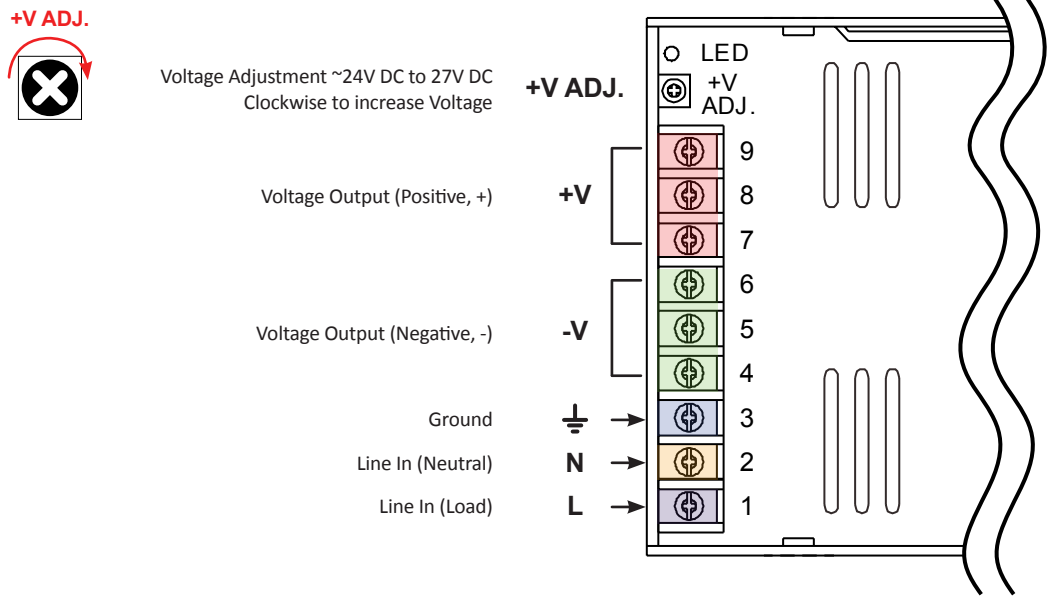 +V ADJ.
Voltage Adjustment ~24V DC to 27V DC
Clockwise to increase Voltage
+V ADJ.
LED
+V
ADJ.
Voltage Output (Positive, +)
+V
9
8
7
Voltage Output (Negative, -)
-V
6
5
4
Ground
3
Line In (Neutral)
N
2
Line In (Load)
L
1